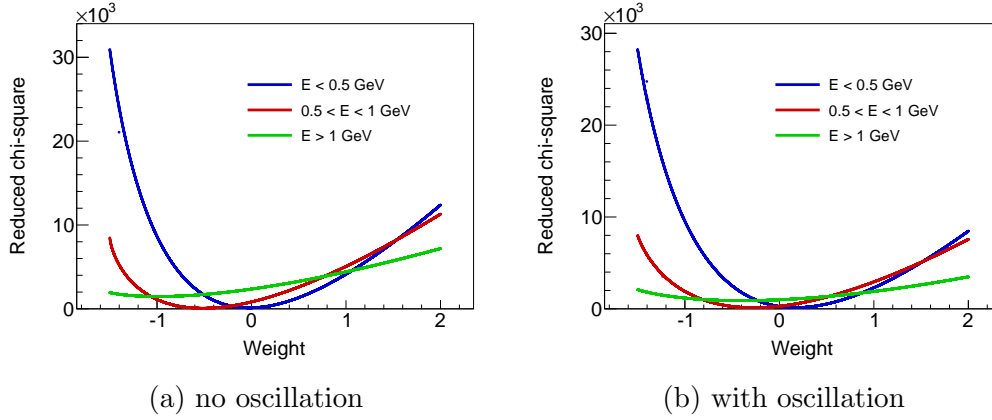 ×10³
Reduced chi-square
30
20
10
0
E < 0.5 GeV
0.5 < E < 1 GeV
E > 1 GeV
-1 0 1 2
Weight
(a) no oscillation
×10³
Reduced chi-square
30
20
10
0
E < 0.5 GeV
0.5 < E < 1 GeV
E > 1 GeV
-1 0 1 2
Weight
(b) with oscillation